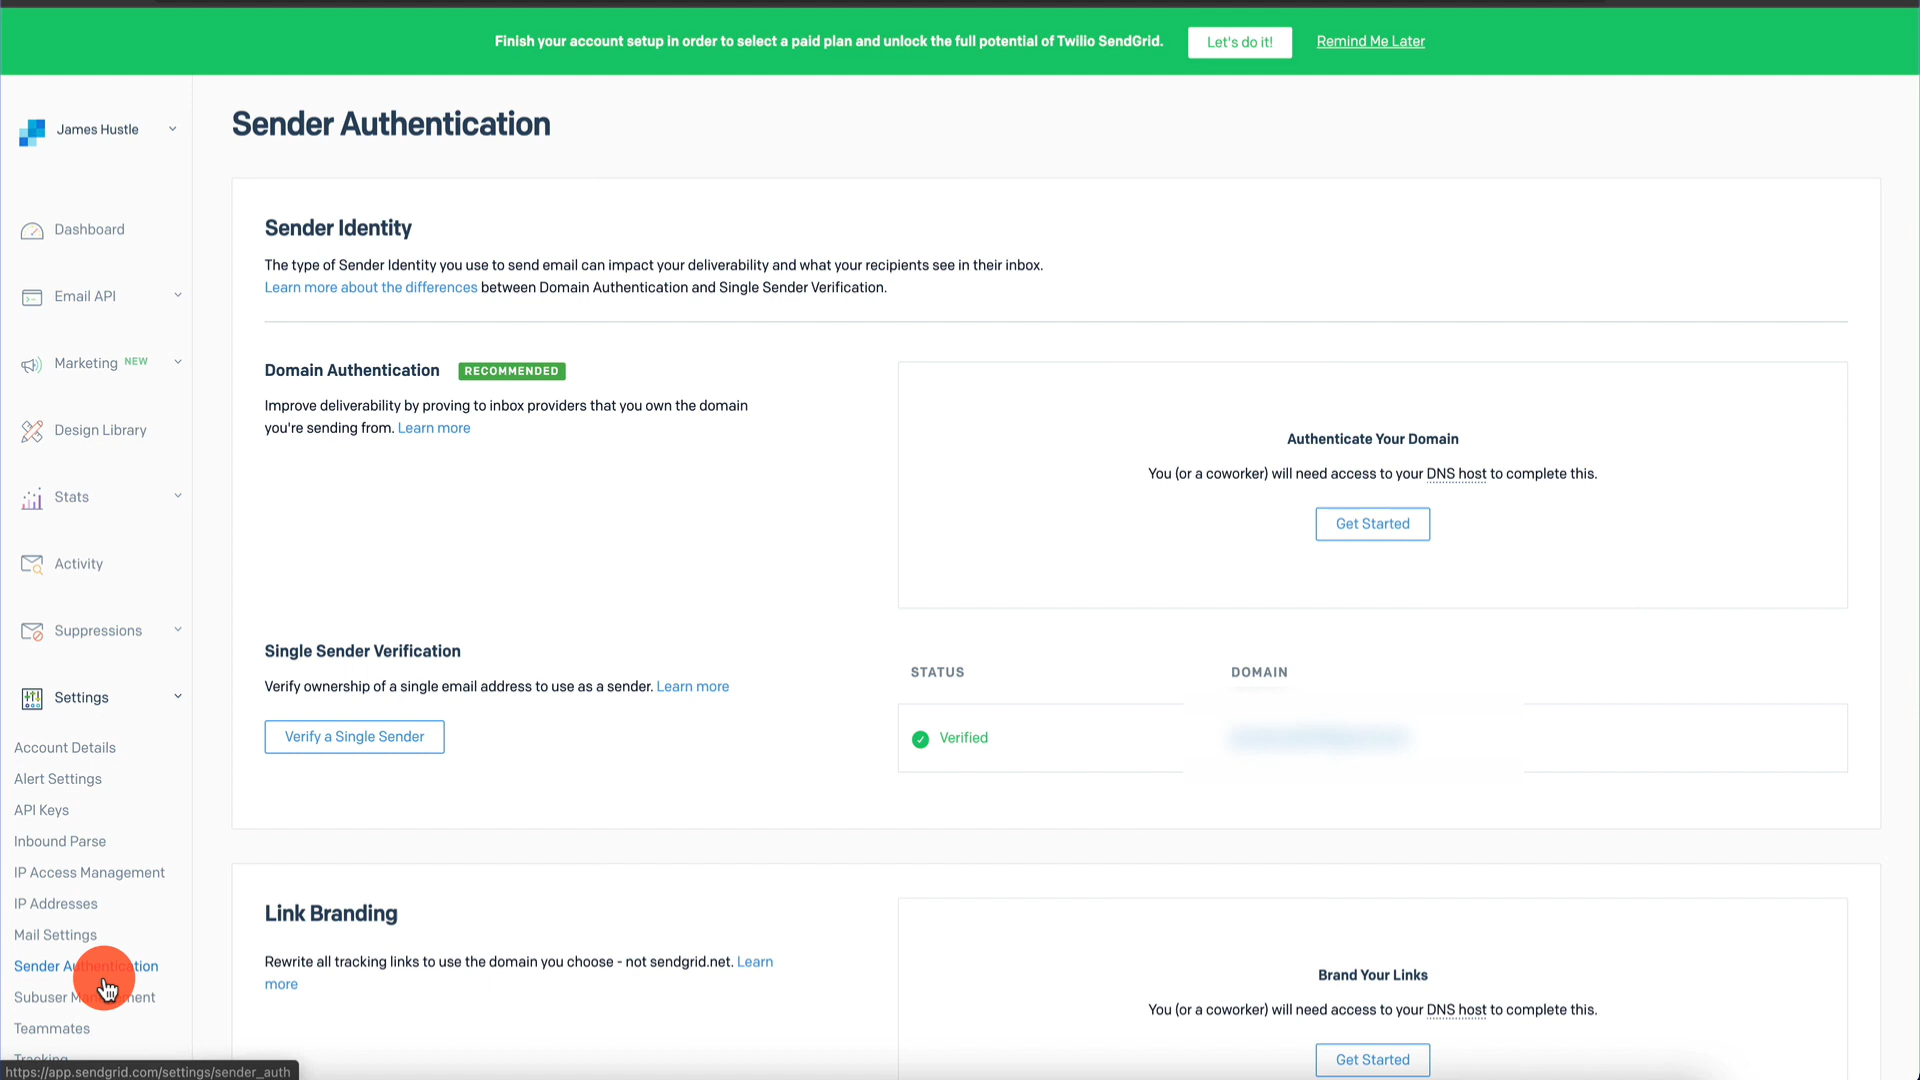 Finish your account setup in order to select a paid plan and unlock the full potential of Twilio SendGrid.
Let's do it!
Remind Me Later
James Hustle
Dashboard
Email API
Marketing NEW
Design Library
Stats
Activity
Suppressions
Settings
Account Details
Alert Settings
API Keys
Inbound Parse
IP Access Management
IP Addresses
Mail Settings
Sender Authentication
Subuser Management
Teammates
Tracking
Sender Authentication
Sender Identity
The type of Sender Identity you use to send email can impact your deliverability and what your recipients see in their inbox.
Learn more about the differences between Domain Authentication and Single Sender Verification.
Domain Authentication RECOMMENDED
Improve deliverability by proving to inbox providers that you own the domain
you're sending from. Learn more
Authenticate Your Domain
You (or a coworker) will need access to your DNS host to complete this.
Get Started
Single Sender Verification
Verify ownership of a single email address to use as a sender. Learn more
Verify a Single Sender
STATUS DOMAIN
Verified
Link Branding
Rewrite all tracking links to use the domain you choose - not sendgrid.net. Learn
more
Brand Your Links
You (or a coworker) will need access to your DNS host to complete this.
Get Started
https://app.sendgrid.com/settings/sender_auth